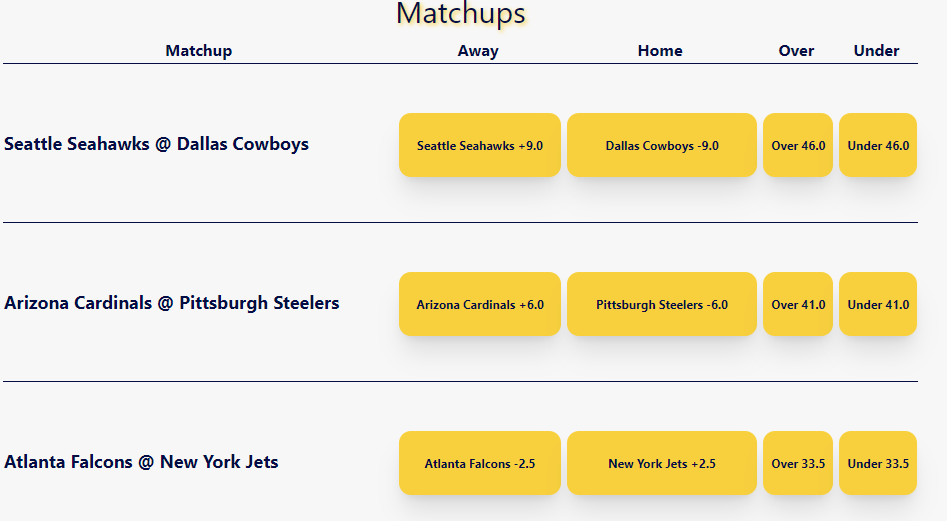 Matchups
Matchup Away Home Over Under
Seattle Seahawks @ Dallas Cowboys Seattle Seahawks +9.0 Dallas Cowboys -9.0 Over 46.0 Under 46.0
Arizona Cardinals @ Pittsburgh Steelers Arizona Cardinals +6.0 Pittsburgh Steelers -6.0 Over 41.0 Under 41.0
Atlanta Falcons @ New York Jets Atlanta Falcons -2.5 New York Jets +2.5 Over 33.5 Under 33.5